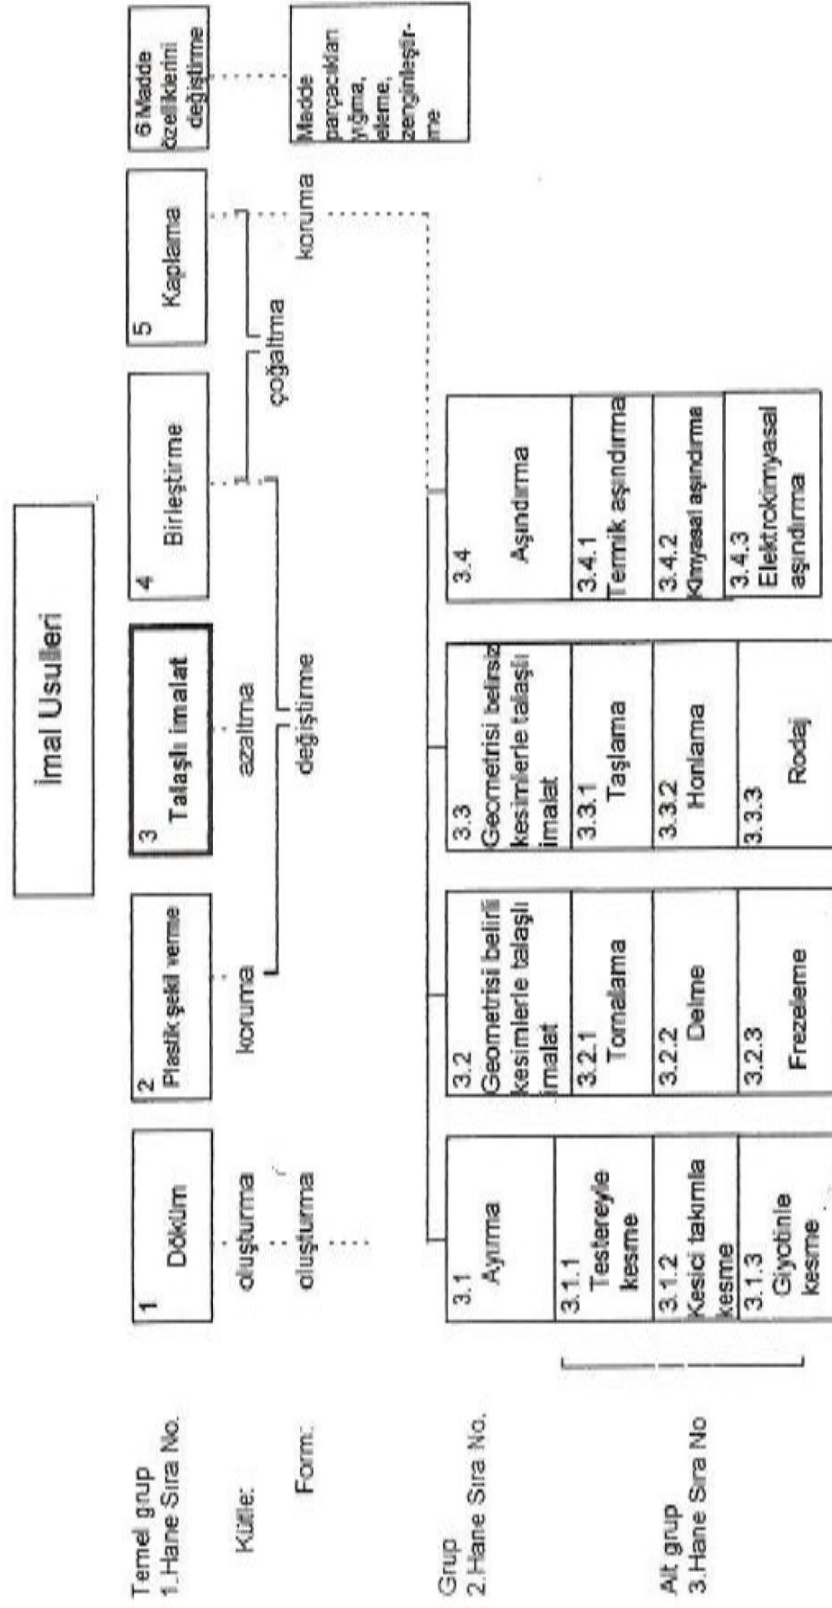 İmal Usulleri
Temel grup
1.Hane Sıra No.
1
Döküm
2
Plastik şekil verme
3
Talaşlı imalat
4
Birleştirme
5
Kaplama
6 Madde
özelliklerini
değiştirme
Kütle:
oluşturma
koruma
azaltma
çoğaltma
Form:
oluşturma
değiştirme
koruma
Madde
parçacıkları
yığma,
eleme,
zenginleştir-
me
Grup
2.Hane Sıra No.
3.1
Ayırma
3.2
Geometrisi belirli
kesimlerle talaşlı
imalat
3.3
Geometrisi belirsiz
kesimlerle talaşlı
imalat
3.4
Aşındırma
Alt grup
3.Hane Sıra No
3.1.1
Testereyle
kesme
3.2.1
Tornalama
3.3.1
Taşlama
3.4.1
Termik aşındırma
3.1.2
Kesici takımla
kesme
3.2.2
Delme
3.3.2
Honlama
3.4.2
Kimyasal aşındırma
3.1.3
Giyotinle
kesme
3.2.3
Frezeleme
3.3.3
Rodaj
3.4.3
Elektrokimyasal
aşındırma